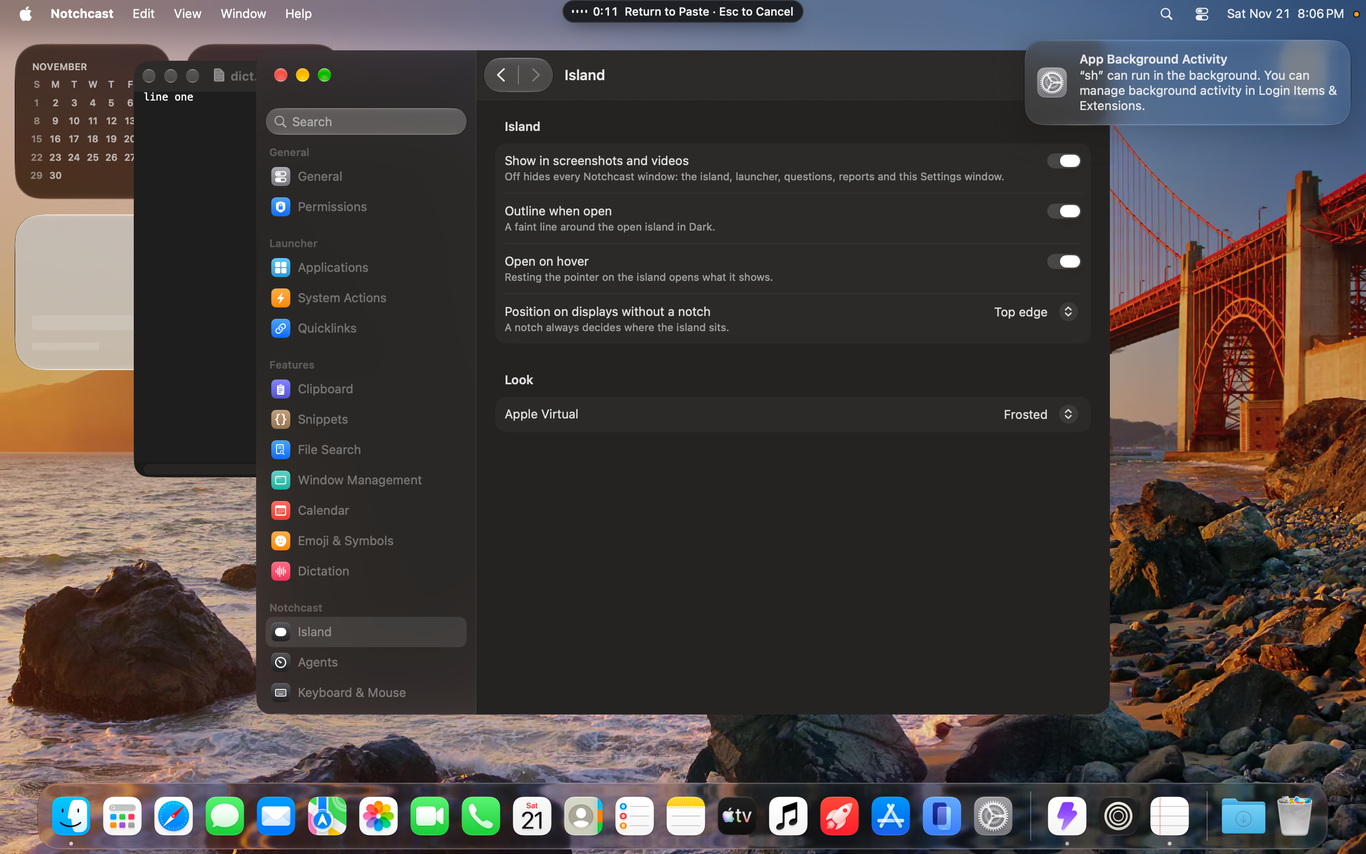 Notchcast Edit View Window Help
0:11 Return to Paste · Esc to Cancel
Sat Nov 21 8:06 PM
App Background Activity
“sh” can run in the background. You can
manage background activity in Login Items &
Extensions.
NOVEMBER
S M T W T F
1 2 3 4 5 6
8 9 10 11 12 13
15 16 17 18 19 20
22 23 24 25 26 27
29 30
dict.
line one
Search
General
General
Permissions
Launcher
Applications
System Actions
Quicklinks
Features
Clipboard
Snippets
File Search
Window Management
Calendar
Emoji & Symbols
Dictation
Notchcast
Island
Agents
Keyboard & Mouse
Island
Island
Show in screenshots and videos
Off hides every Notchcast window: the island, launcher, questions, reports and this Settings window.
Outline when open
A faint line around the open island in Dark.
Open on hover
Resting the pointer on the island opens what it shows.
Position on displays without a notch
Top edge
A notch always decides where the island sits.
Look
Apple Virtual
Frosted
Sat
21
tv